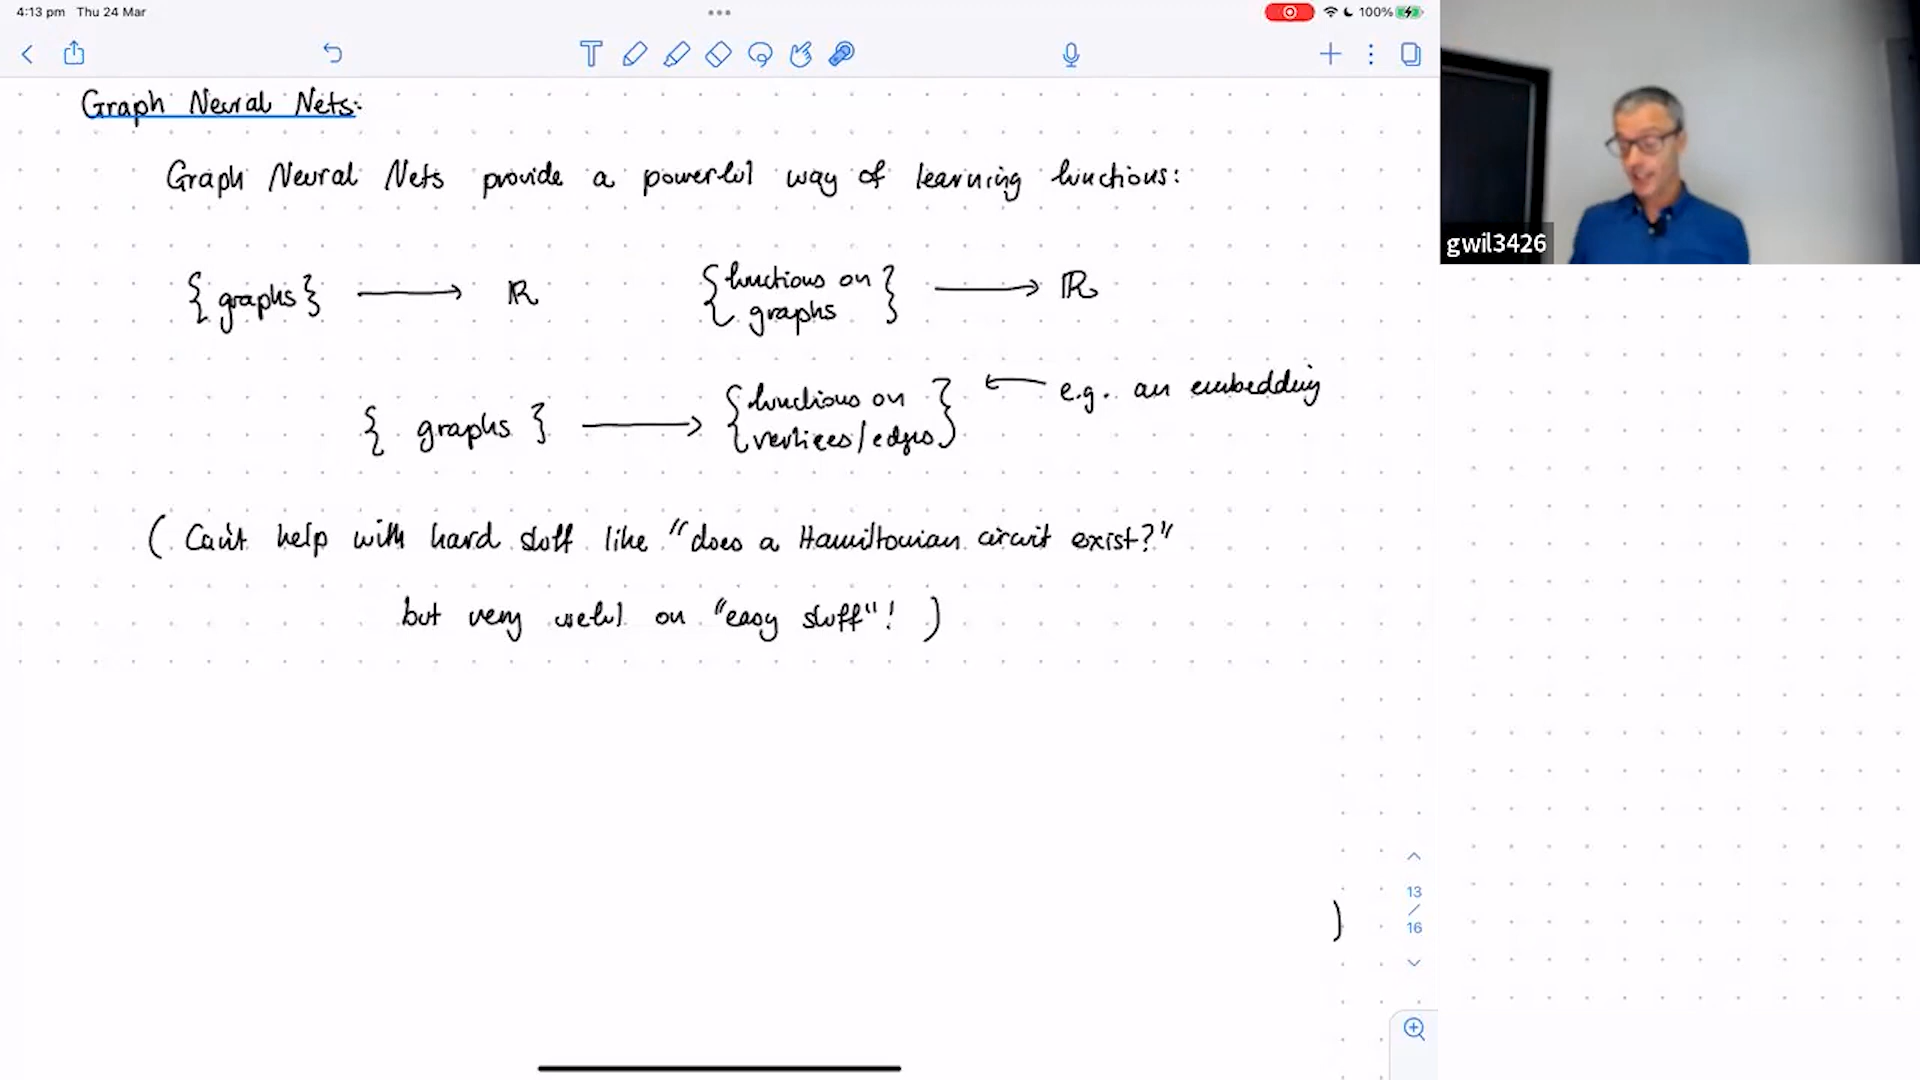 4:13 pm Thu 24 Mar
100%
Graph Neural Nets:
Graph Neural Nets provide a powerful way of learning functions:
{graphs} ⟶ ℝ
{functions on graphs} ⟶ ℝ
{graphs} ⟶ {functions on vertices/edges} ← e.g. an embedding
(Can't help with hard stuff like "does a Hamiltonian circuit exist?"
but very useful on "easy stuff"!)
)
gwil3426
13
/
16